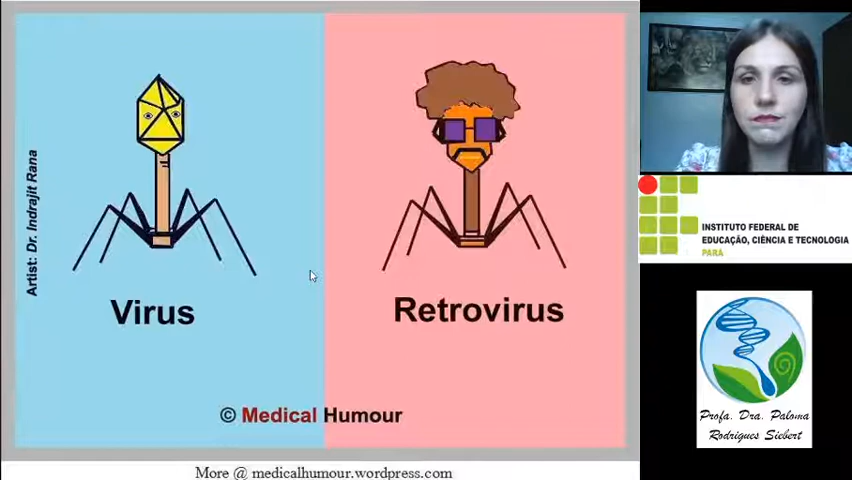 Artist: Dr. Indrajit Rana
Virus
Retrovirus
© Medical Humour
More @ medicalhumour.wordpress.com
INSTITUTO FEDERAL DE
EDUCAÇÃO, CIÊNCIA E TECNOLOGIA
PARÁ
Profa. Dra. Paloma
Rodrigues Siebert